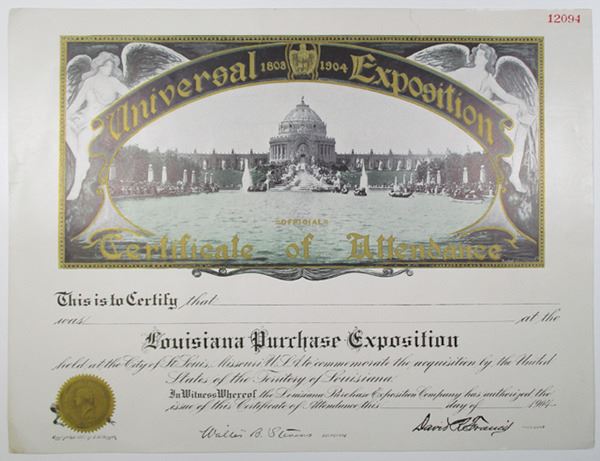 12094
Universal 1803 1904 Exposition
OFFICIAL
Certificate of Attendance
This is to Certify that
was at the
Louisiana Purchase Exposition
held at the City of St. Louis, Missouri U.S.A. to commemorate the acquisition by the United
States of the Territory of Louisiana.
In Witness Whereof the Louisiana Purchase Exposition Company has authorized the
issue of this Certificate of Attendance this day of 1904.
Walter B. Stevens SECRETARY
David R. Francis PRESIDENT